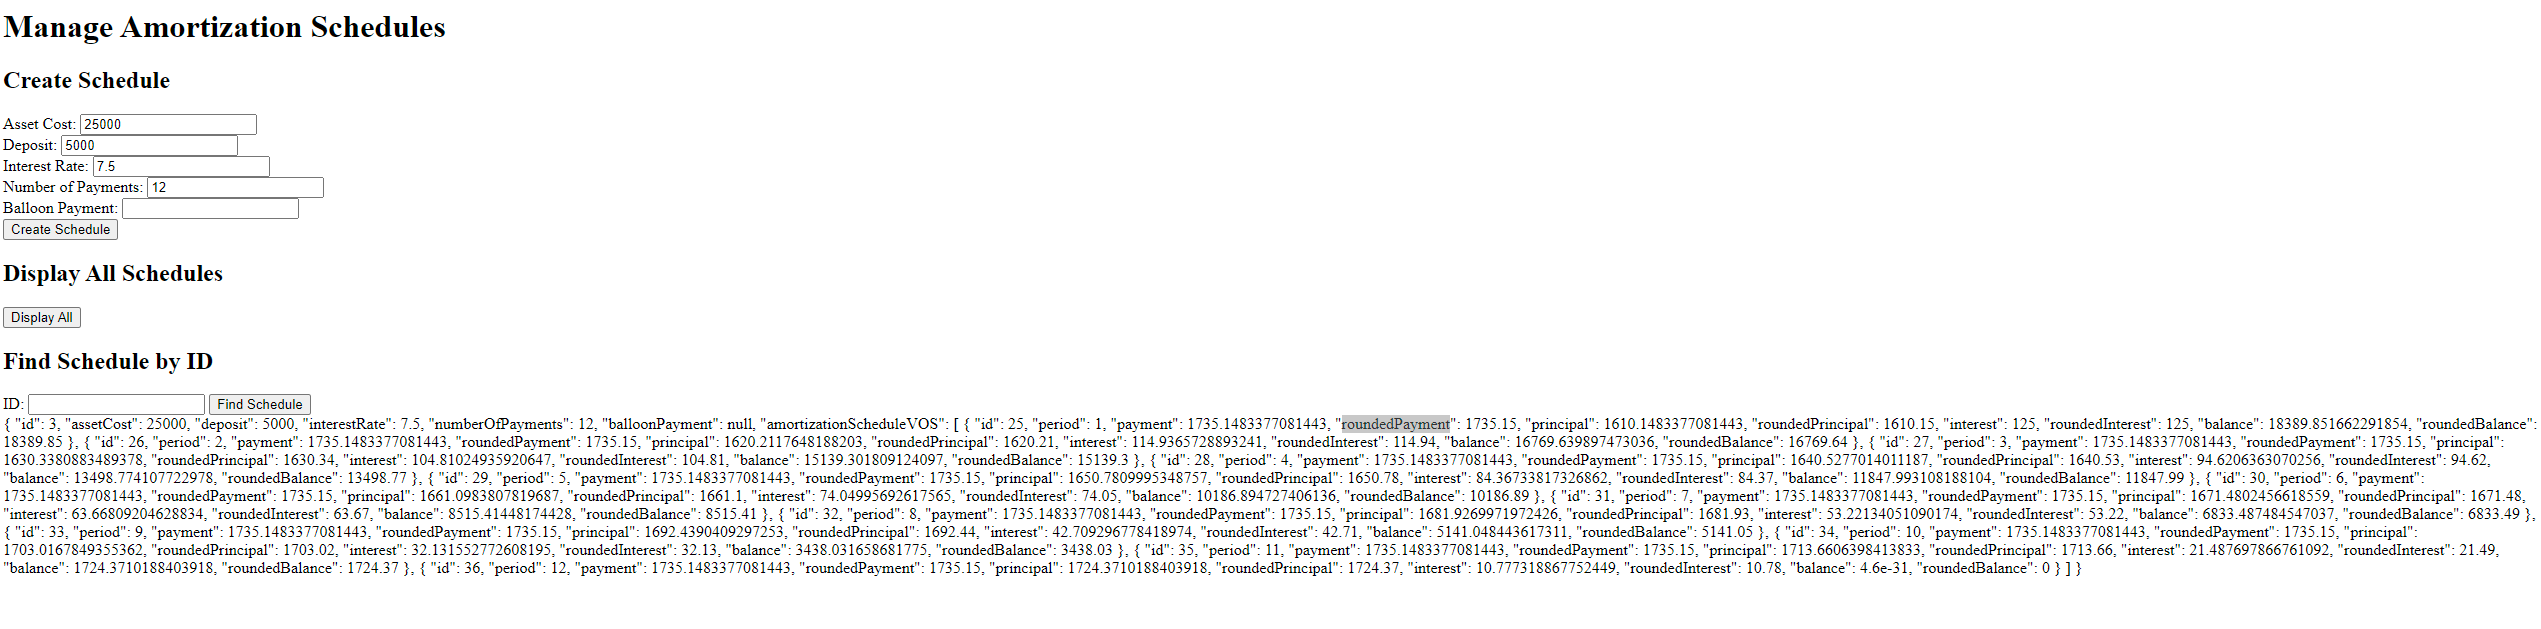 Manage Amortization Schedules
Create Schedule
Asset Cost: 25000
Deposit: 5000
Interest Rate: 7.5
Number of Payments: 12
Balloon Payment:
Create Schedule
Display All Schedules
Display All
Find Schedule by ID
ID: Find Schedule
{ "id": 3, "assetCost": 25000, "deposit": 5000, "interestRate": 7.5, "numberOfPayments": 12, "balloonPayment": null, "amortizationScheduleVOS": [ { "id": 25, "period": 1, "payment": 1735.1483377081443, "roundedPayment": 1735.15, "principal": 1610.1483377081443, "roundedPrincipal": 1610.15, "interest": 125, "roundedInterest": 125, "balance": 18389.851662291854, "roundedBalance":
18389.85 }, { "id": 26, "period": 2, "payment": 1735.1483377081443, "roundedPayment": 1735.15, "principal": 1620.2117648188203, "roundedPrincipal": 1620.21, "interest": 114.9365728893241, "roundedInterest": 114.94, "balance": 16769.639897473036, "roundedBalance": 16769.64 }, { "id": 27, "period": 3, "payment": 1735.1483377081443, "roundedPayment": 1735.15, "principal":
1630.3380883489378, "roundedPrincipal": 1630.34, "interest": 104.81024935920647, "roundedInterest": 104.81, "balance": 15139.301809124097, "roundedBalance": 15139.3 }, { "id": 28, "period": 4, "payment": 1735.1483377081443, "roundedPayment": 1735.15, "principal": 1640.5277014011187, "roundedPrincipal": 1640.53, "interest": 94.6206363070256, "roundedInterest": 94.62,
"balance": 13498.774107722978, "roundedBalance": 13498.77 }, { "id": 29, "period": 5, "payment": 1735.1483377081443, "roundedPayment": 1735.15, "principal": 1650.7809995348757, "roundedPrincipal": 1650.78, "interest": 84.36733817326862, "roundedInterest": 84.37, "balance": 11847.993108188104, "roundedBalance": 11847.99 }, { "id": 30, "period": 6, "payment":
1735.1483377081443, "roundedPayment": 1735.15, "principal": 1661.0983807819687, "roundedPrincipal": 1661.1, "interest": 74.04995692617565, "roundedInterest": 74.05, "balance": 10186.894727406136, "roundedBalance": 10186.89 }, { "id": 31, "period": 7, "payment": 1735.1483377081443, "roundedPayment": 1735.15, "principal": 1671.4802456618559, "roundedPrincipal": 1671.48,
"interest": 63.66809204628834, "roundedInterest": 63.67, "balance": 8515.41448174428, "roundedBalance": 8515.41 }, { "id": 32, "period": 8, "payment": 1735.1483377081443, "roundedPayment": 1735.15, "principal": 1681.9269971972426, "roundedPrincipal": 1681.93, "interest": 53.22134051090174, "roundedInterest": 53.22, "balance": 6833.487484547037, "roundedBalance": 6833.49 },
{ "id": 33, "period": 9, "payment": 1735.1483377081443, "roundedPayment": 1735.15, "principal": 1692.4390409297253, "roundedPrincipal": 1692.44, "interest": 42.709296778418974, "roundedInterest": 42.71, "balance": 5141.048443617311, "roundedBalance": 5141.05 }, { "id": 34, "period": 10, "payment": 1735.1483377081443, "roundedPayment": 1735.15, "principal":
1703.0167849355362, "roundedPrincipal": 1703.02, "interest": 32.131552772608195, "roundedInterest": 32.13, "balance": 3438.031658681775, "roundedBalance": 3438.03 }, { "id": 35, "period": 11, "payment": 1735.1483377081443, "roundedPayment": 1735.15, "principal": 1713.6606398413833, "roundedPrincipal": 1713.66, "interest": 21.487697866761092, "roundedInterest": 21.49,
"balance": 1724.3710188403918, "roundedBalance": 1724.37 }, { "id": 36, "period": 12, "payment": 1735.1483377081443, "roundedPayment": 1735.15, "principal": 1724.3710188403918, "roundedPrincipal": 1724.37, "interest": 10.777318867752449, "roundedInterest": 10.78, "balance": 4.6e-31, "roundedBalance": 0 } ] }